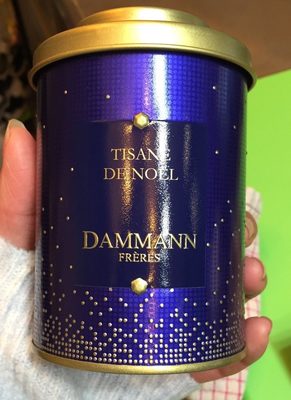 TISANE
DE NOËL
DAMMANN
FRÈRES